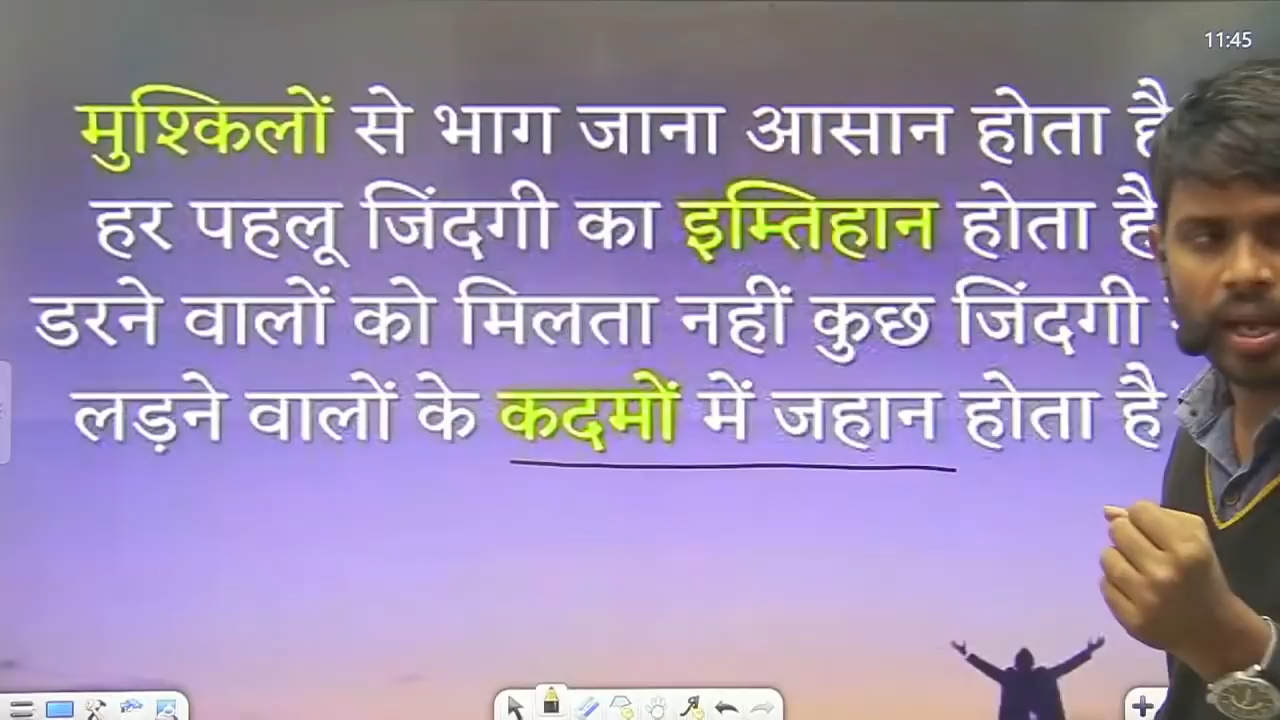 11:45
मुश्किलों से भाग जाना आसान होता है
हर पहलू जिंदगी का इम्तिहान होता है
डरने वालों को मिलता नहीं कुछ जिंदगी
लड़ने वालों के कदमों में जहान होता है